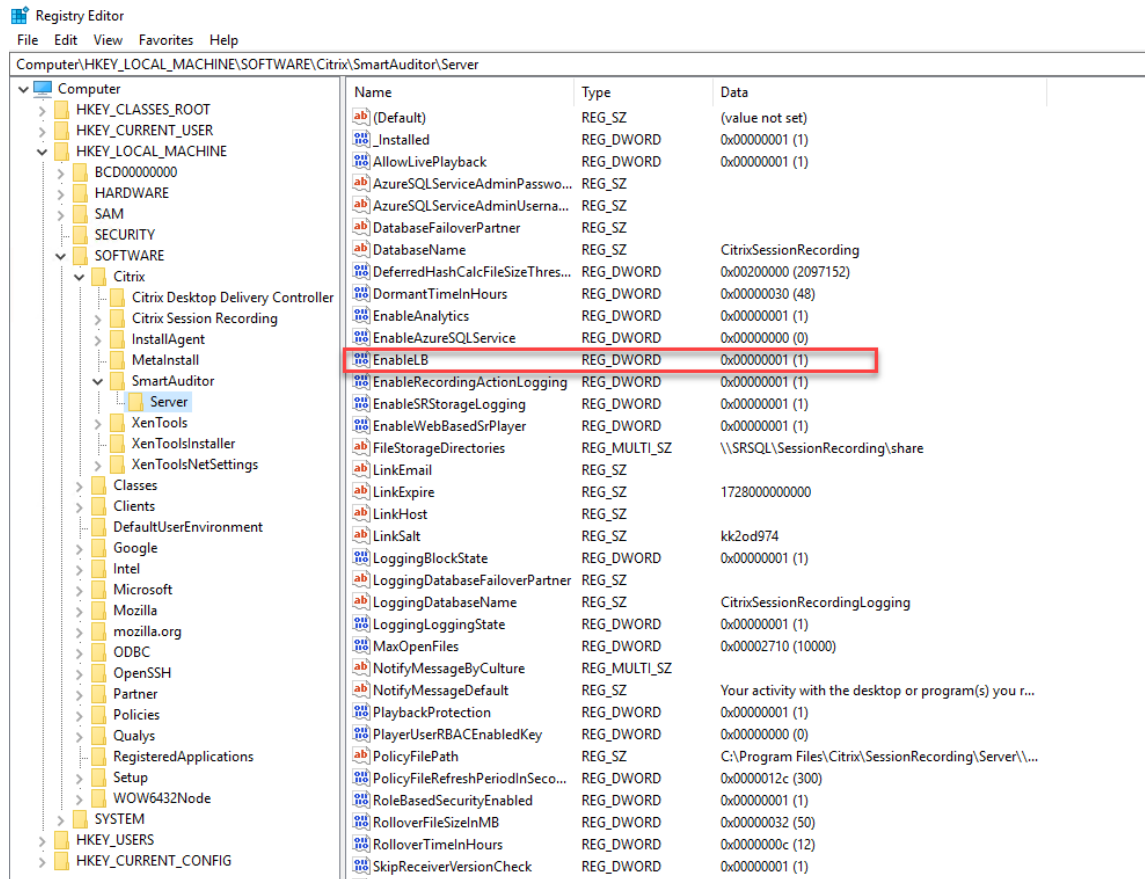 Registry Editor
File Edit View Favorites Help
Computer\HKEY_LOCAL_MACHINE\SOFTWARE\Citrix\SmartAuditor\Server
Computer
HKEY_CLASSES_ROOT
HKEY_CURRENT_USER
HKEY_LOCAL_MACHINE
BCD00000000
HARDWARE
SAM
SECURITY
SOFTWARE
Citrix
Citrix Desktop Delivery Controller
Citrix Session Recording
InstallAgent
MetaInstall
SmartAuditor
Server
XenTools
XenToolsInstaller
XenToolsNetSettings
Classes
Clients
DefaultUserEnvironment
Google
Intel
Microsoft
Mozilla
mozilla.org
ODBC
OpenSSH
Partner
Policies
Qualys
RegisteredApplications
Setup
WOW6432Node
SYSTEM
HKEY_USERS
HKEY_CURRENT_CONFIG
Name Type Data
(Default) REG_SZ (value not set)
_Installed REG_DWORD 0x00000001 (1)
AllowLivePlayback REG_DWORD 0x00000001 (1)
AzureSQLServiceAdminPasswo... REG_SZ
AzureSQLServiceAdminUserna... REG_SZ
DatabaseFailoverPartner REG_SZ
DatabaseName REG_SZ CitrixSessionRecording
DeferredHashCalcFileSizeThres... REG_DWORD 0x00200000 (2097152)
DormantTimeInHours REG_DWORD 0x00000030 (48)
EnableAnalytics REG_DWORD 0x00000001 (1)
EnableAzureSQLService REG_DWORD 0x00000000 (0)
EnableLB REG_DWORD 0x00000001 (1)
EnableRecordingActionLogging REG_DWORD 0x00000001 (1)
EnableSRStorageLogging REG_DWORD 0x00000001 (1)
EnableWebBasedSrPlayer REG_DWORD 0x00000001 (1)
FileStorageDirectories REG_MULTI_SZ \\SRSQL\SessionRecording\share
LinkEmail REG_SZ
LinkExpire REG_SZ 1728000000000
LinkHost REG_SZ
LinkSalt REG_SZ kk2od974
LoggingBlockState REG_DWORD 0x00000001 (1)
LoggingDatabaseFailoverPartner REG_SZ
LoggingDatabaseName REG_SZ CitrixSessionRecordingLogging
LoggingLoggingState REG_DWORD 0x00000001 (1)
MaxOpenFiles REG_DWORD 0x00002710 (10000)
NotifyMessageByCulture REG_MULTI_SZ
NotifyMessageDefault REG_SZ Your activity with the desktop or program(s) you r...
PlaybackProtection REG_DWORD 0x00000001 (1)
PlayerUserRBACEnabledKey REG_DWORD 0x00000000 (0)
PolicyFilePath REG_SZ C:\Program Files\Citrix\SessionRecording\Server\\...
PolicyFileRefreshPeriodInSeco... REG_DWORD 0x0000012c (300)
RoleBasedSecurityEnabled REG_DWORD 0x00000001 (1)
RolloverFileSizeInMB REG_DWORD 0x00000032 (50)
RolloverTimeInHours REG_DWORD 0x0000000c (12)
SkipReceiverVersionCheck REG_DWORD 0x00000001 (1)